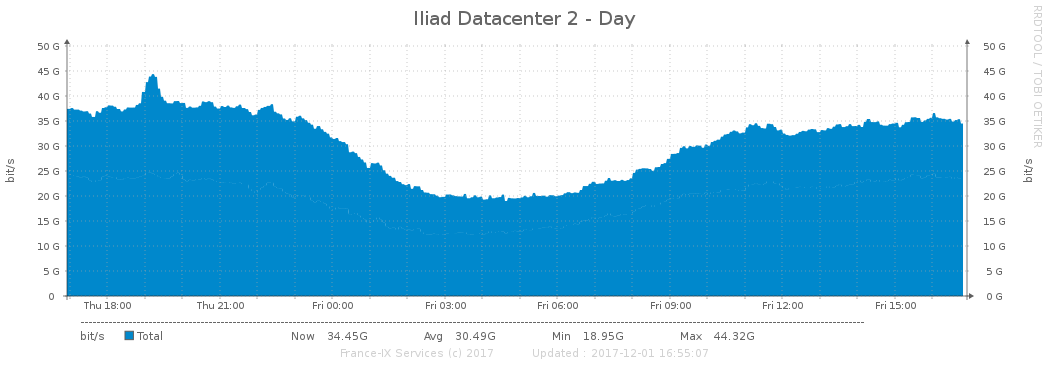 Iliad Datacenter 2 - Day
RRDTOOL / TOBI OETIKER
50 G 50 G
45 G 45 G
40 G 40 G
35 G 35 G
30 G 30 G
25 G 25 G
20 G 20 G
15 G 15 G
10 G 10 G
5 G 5 G
0 0 G
bit/s bit/s
Thu 18:00 Thu 21:00 Fri 00:00 Fri 03:00 Fri 06:00 Fri 09:00 Fri 12:00 Fri 15:00
bit/s Total Now 34.45G Avg 30.49G Min 18.95G Max 44.32G
France-IX Services (c) 2017 Updated : 2017-12-01 16:55:07